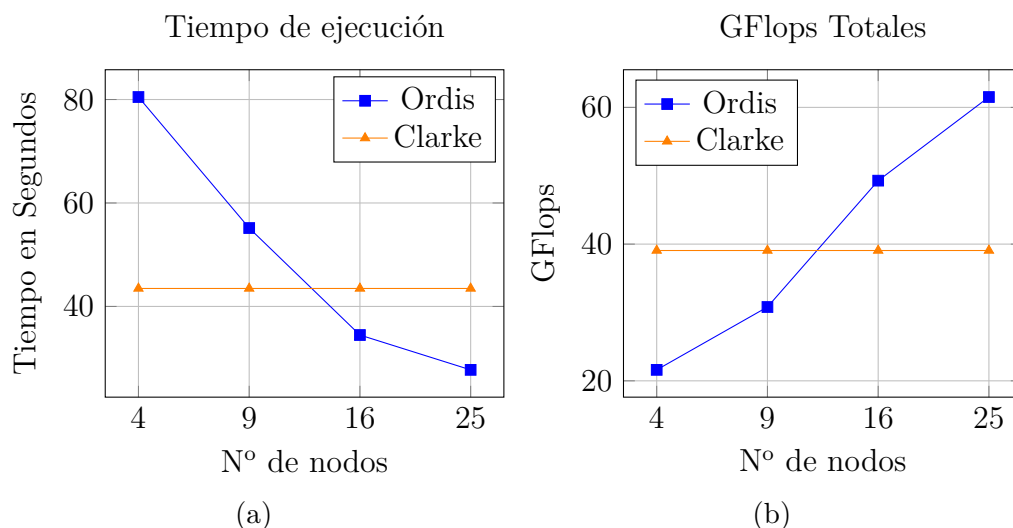 Tiempo de ejecución
Tiempo en Segundos
80
60
40
Ordis
Clarke
4 9 16 25
Nº de nodos
(a)
GFlops Totales
GFlops
60
40
20
Ordis
Clarke
4 9 16 25
Nº de nodos
(b)